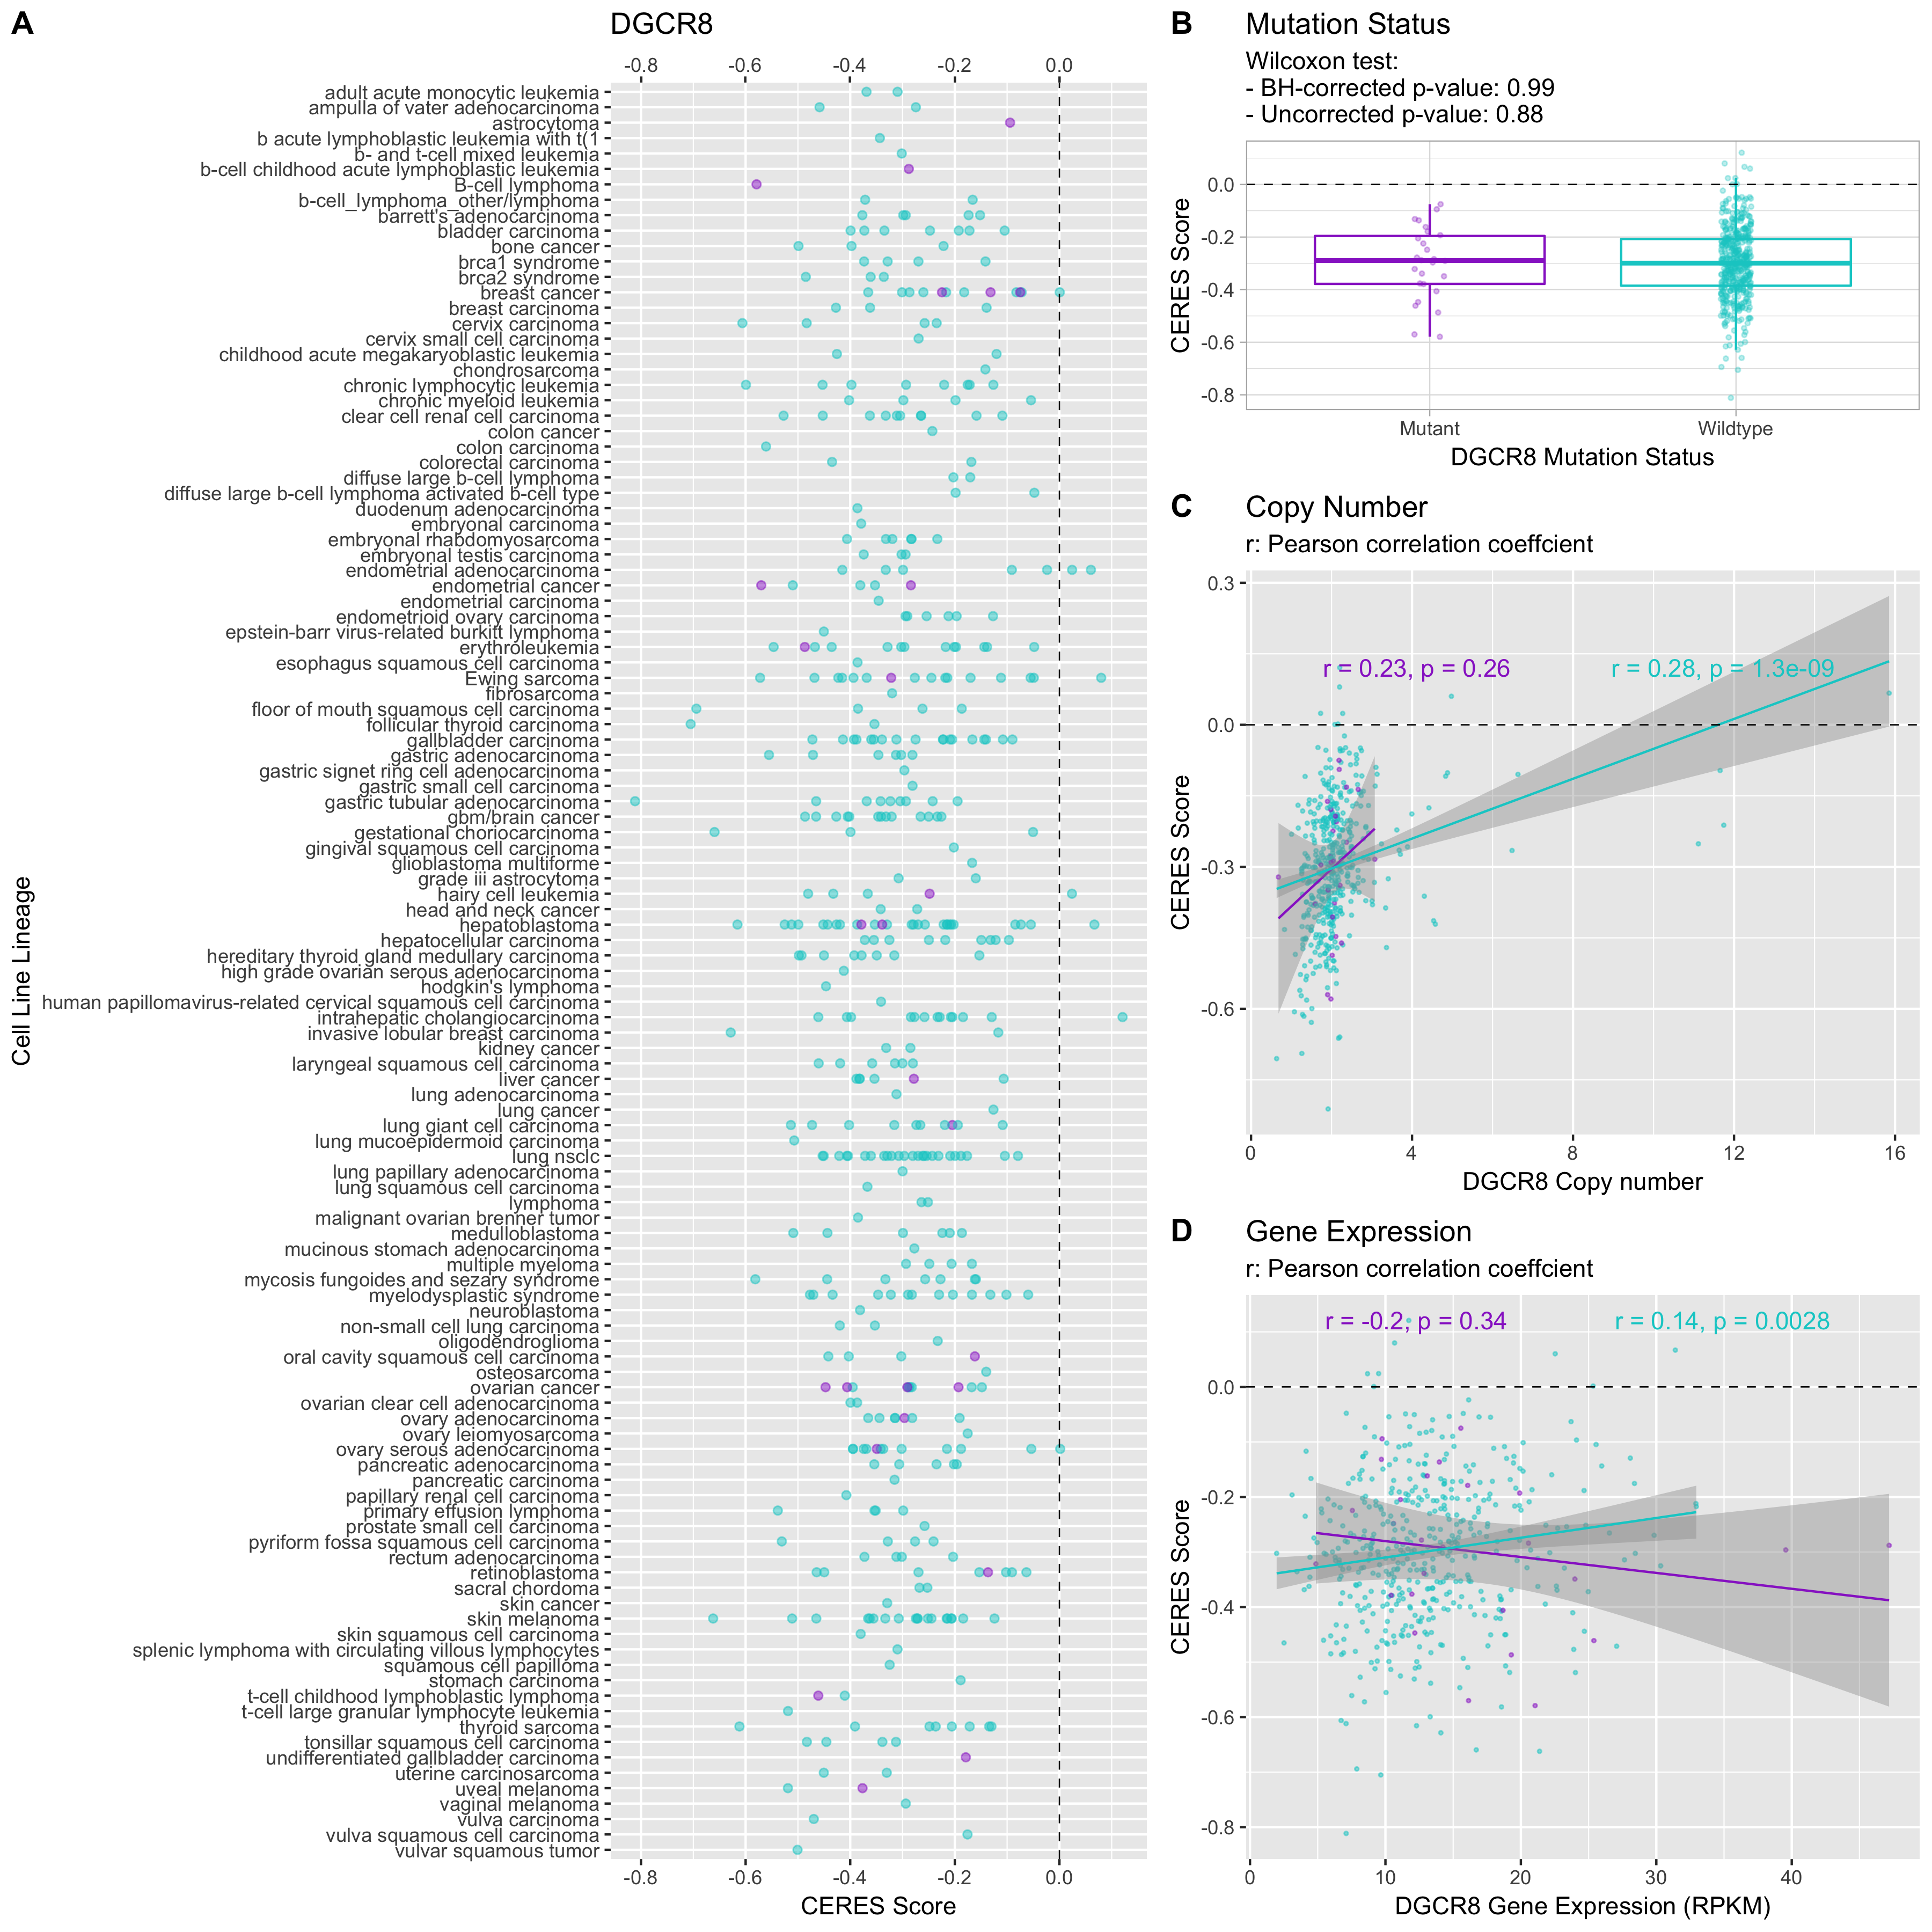 A
DGCR8
-0.8 -0.6 -0.4 -0.2 0.0
adult acute monocytic leukemia
ampulla of vater adenocarcinoma
astrocytoma
b acute lymphoblastic leukemia with t(1
b- and t-cell mixed leukemia
b-cell childhood acute lymphoblastic leukemia
B-cell lymphoma
b-cell_lymphoma_other/lymphoma
barrett's adenocarcinoma
bladder carcinoma
bone cancer
brca1 syndrome
brca2 syndrome
breast cancer
breast carcinoma
cervix carcinoma
cervix small cell carcinoma
childhood acute megakaryoblastic leukemia
chondrosarcoma
chronic lymphocytic leukemia
chronic myeloid leukemia
clear cell renal cell carcinoma
colon cancer
colon carcinoma
colorectal carcinoma
diffuse large b-cell lymphoma
diffuse large b-cell lymphoma activated b-cell type
duodenum adenocarcinoma
embryonal carcinoma
embryonal rhabdomyosarcoma
embryonal testis carcinoma
endometrial adenocarcinoma
endometrial cancer
endometrial carcinoma
endometrioid ovary carcinoma
epstein-barr virus-related burkitt lymphoma
erythroleukemia
esophagus squamous cell carcinoma
Ewing sarcoma
fibrosarcoma
floor of mouth squamous cell carcinoma
follicular thyroid carcinoma
gallbladder carcinoma
gastric adenocarcinoma
gastric signet ring cell adenocarcinoma
gastric small cell carcinoma
gastric tubular adenocarcinoma
gbm/brain cancer
gestational choriocarcinoma
gingival squamous cell carcinoma
glioblastoma multiforme
grade iii astrocytoma
hairy cell leukemia
head and neck cancer
hepatoblastoma
hepatocellular carcinoma
hereditary thyroid gland medullary carcinoma
high grade ovarian serous adenocarcinoma
hodgkin's lymphoma
human papillomavirus-related cervical squamous cell carcinoma
intrahepatic cholangiocarcinoma
invasive lobular breast carcinoma
kidney cancer
laryngeal squamous cell carcinoma
liver cancer
lung adenocarcinoma
lung cancer
lung giant cell carcinoma
lung mucoepidermoid carcinoma
lung nsclc
lung papillary adenocarcinoma
lung squamous cell carcinoma
lymphoma
malignant ovarian brenner tumor
medulloblastoma
mucinous stomach adenocarcinoma
multiple myeloma
mycosis fungoides and sezary syndrome
myelodysplastic syndrome
neuroblastoma
non-small cell lung carcinoma
oligodendroglioma
oral cavity squamous cell carcinoma
osteosarcoma
ovarian cancer
ovarian clear cell adenocarcinoma
ovary adenocarcinoma
ovary leiomyosarcoma
ovary serous adenocarcinoma
pancreatic adenocarcinoma
pancreatic carcinoma
papillary renal cell carcinoma
primary effusion lymphoma
prostate small cell carcinoma
pyriform fossa squamous cell carcinoma
rectum adenocarcinoma
retinoblastoma
sacral chordoma
skin cancer
skin melanoma
skin squamous cell carcinoma
splenic lymphoma with circulating villous lymphocytes
squamous cell papilloma
stomach carcinoma
t-cell childhood lymphoblastic lymphoma
t-cell large granular lymphocyte leukemia
thyroid sarcoma
tonsillar squamous cell carcinoma
undifferentiated gallbladder carcinoma
uterine carcinosarcoma
uveal melanoma
vaginal melanoma
vulva carcinoma
vulva squamous cell carcinoma
vulvar squamous tumor
-0.8 -0.6 -0.4 -0.2 0.0
CERES Score
Cell Line Lineage
B
Mutation Status
Wilcoxon test:
- BH-corrected p-value: 0.99
- Uncorrected p-value: 0.88
0.0
-0.2
-0.4
-0.6
-0.8
CERES Score
Mutant Wildtype
DGCR8 Mutation Status
C
Copy Number
r: Pearson correlation coeffcient
r = 0.23, p = 0.26 r = 0.28, p = 1.3e-09
0.3
0.0
-0.3
-0.6
CERES Score
0 4 8 12 16
DGCR8 Copy number
D
Gene Expression
r: Pearson correlation coeffcient
r = -0.2, p = 0.34 r = 0.14, p = 0.0028
0.0
-0.2
-0.4
-0.6
-0.8
CERES Score
0 10 20 30 40
DGCR8 Gene Expression (RPKM)